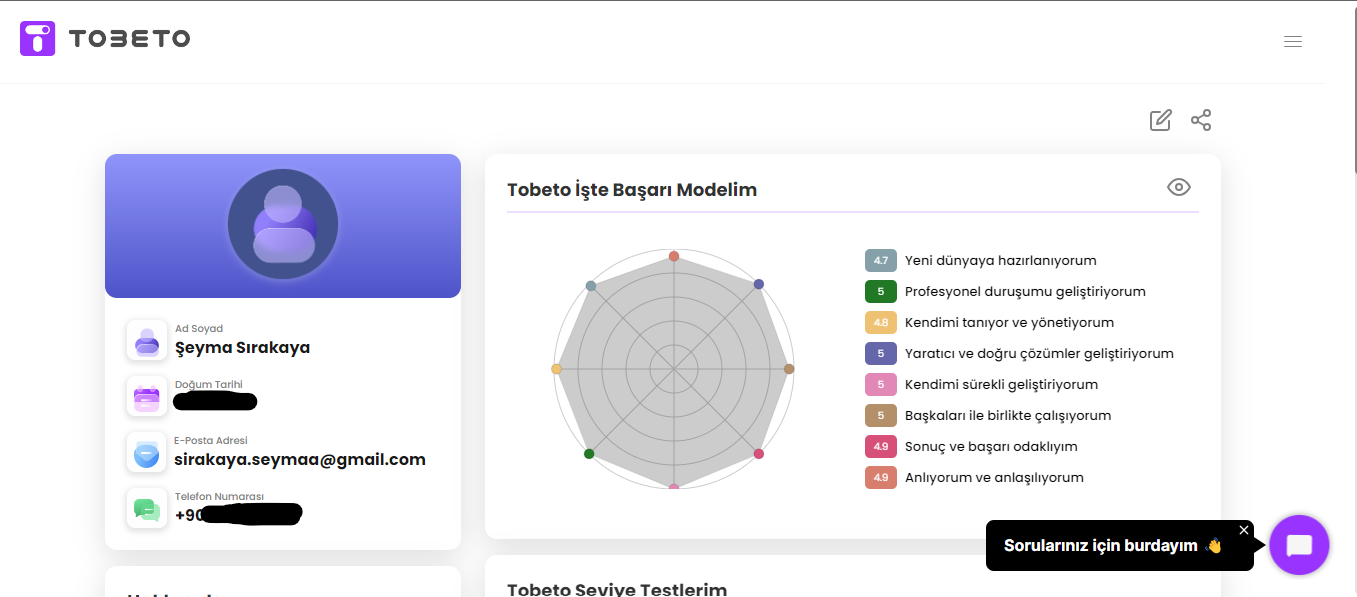 TOBETO
Ad Soyad
Şeyma Sırakaya
Doğum Tarihi
E-Posta Adresi
sirakaya.seymaa@gmail.com
Telefon Numarası
+90
Tobeto İşte Başarı Modelim
4.7 Yeni dünyaya hazırlanıyorum
5 Profesyonel duruşumu geliştiriyorum
4.8 Kendimi tanıyor ve yönetiyorum
5 Yaratıcı ve doğru çözümler geliştiriyorum
5 Kendimi sürekli geliştiriyorum
5 Başkaları ile birlikte çalışıyorum
4.9 Sonuç ve başarı odaklıyım
4.9 Anlıyorum ve anlaşılıyorum
Sorularınız için burdayım 👋
Tobeto Seviye Testlerim